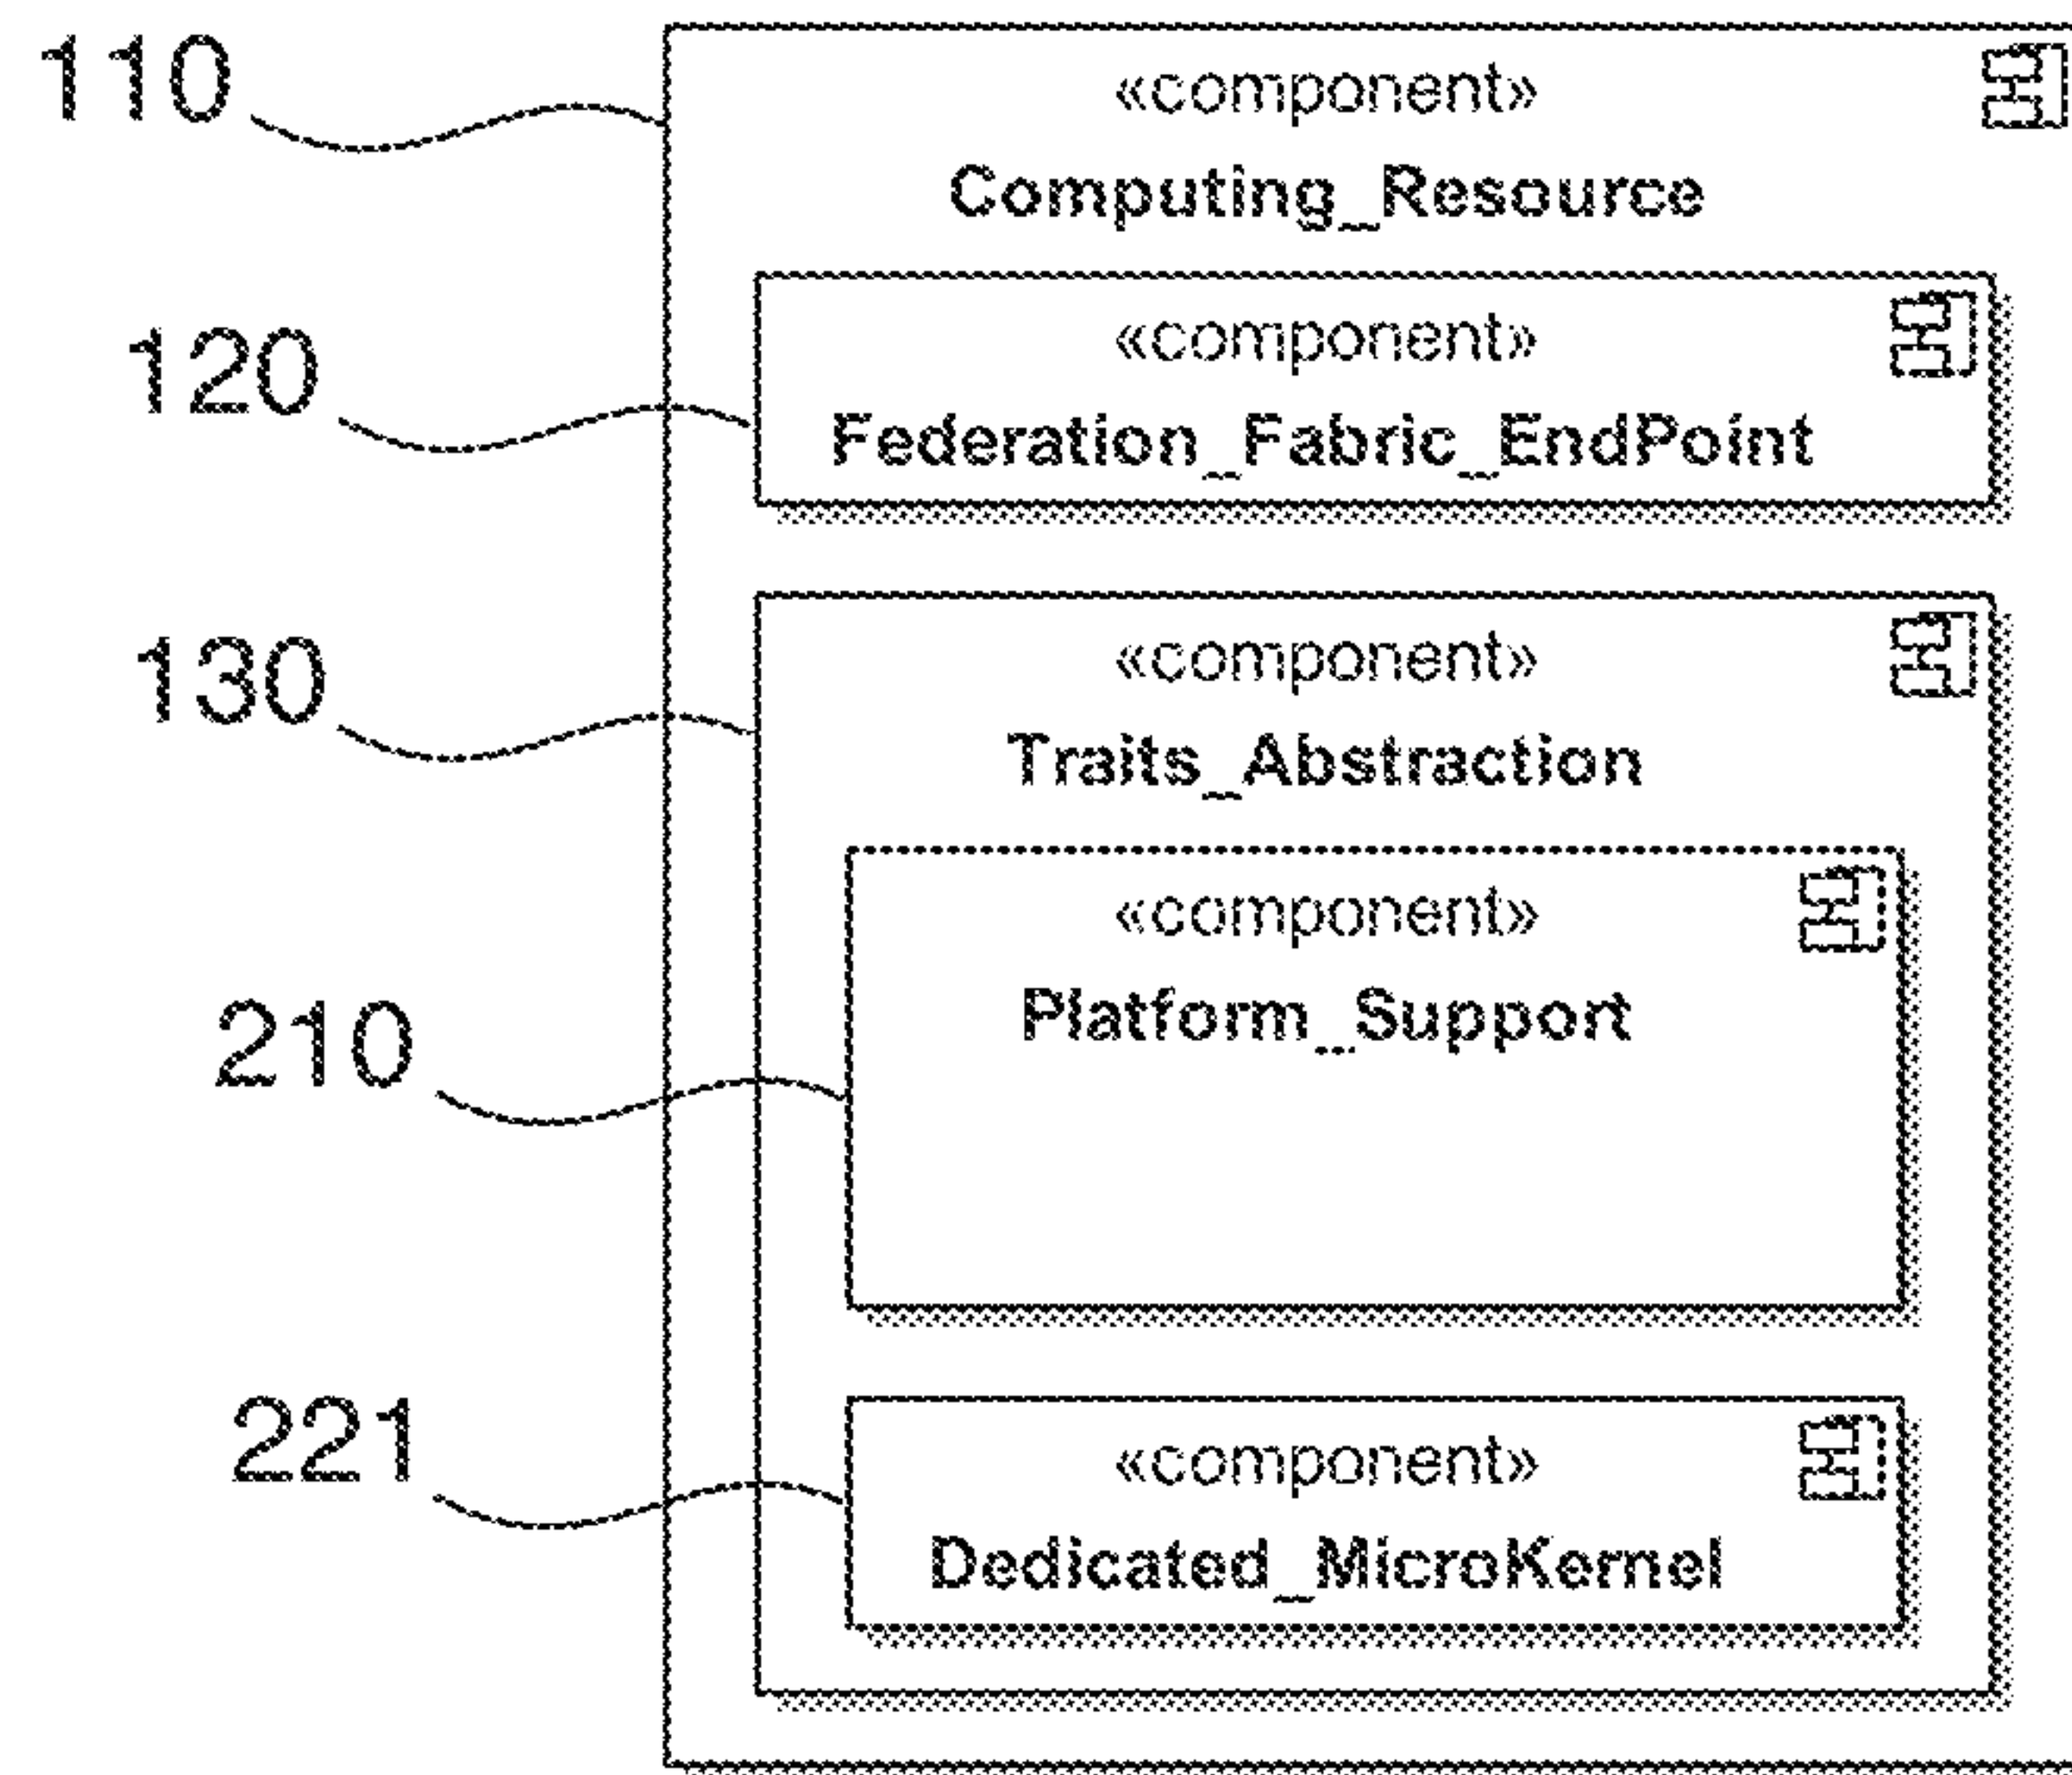 110
«component»
Computing_Resource
120
«component»
Federation_Fabric_EndPoint
130
«component»
Traits_Abstraction
210
«component»
Platform_Support
221
«component»
Dedicated_MicroKernel